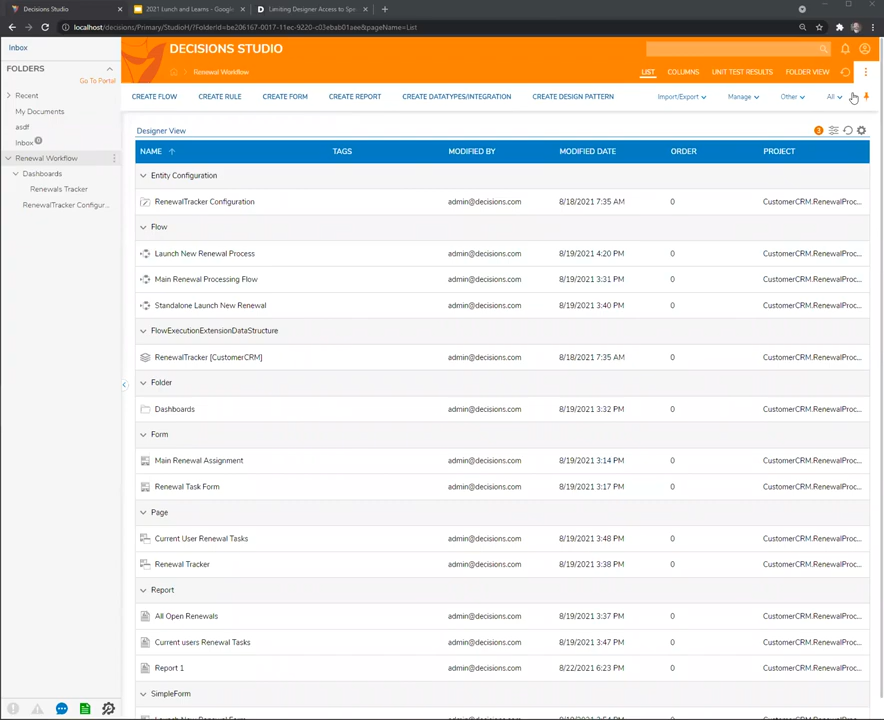 Decisions Studio
2021 Lunch and Learns - Google
Limiting Designer Access to Spe
localhost/decisions/Primary/StudioH/?FolderId=be206167-0017-11ec-9220-c03ebab01aee&pageName=List
Inbox
FOLDERS
Go To Portal
Recent
My Documents
asdf
Inbox
Renewal Workflow
Dashboards
Renewals Tracker
RenewalTracker Configur...
DECISIONS STUDIO
Renewal Workflow
LIST COLUMNS UNIT TEST RESULTS FOLDER VIEW
CREATE FLOW CREATE RULE CREATE FORM CREATE REPORT CREATE DATATYPES/INTEGRATION CREATE DESIGN PATTERN Import/Export Manage Other All
Designer View
NAME TAGS MODIFIED BY MODIFIED DATE ORDER PROJECT
Entity Configuration
RenewalTracker Configuration admin@decisions.com 8/18/2021 7:35 AM 0 CustomerCRM.RenewalProc...
Flow
Launch New Renewal Process admin@decisions.com 8/19/2021 4:20 PM 0 CustomerCRM.RenewalProc...
Main Renewal Processing Flow admin@decisions.com 8/19/2021 3:31 PM 0 CustomerCRM.RenewalProc...
Standalone Launch New Renewal admin@decisions.com 8/19/2021 3:40 PM 0 CustomerCRM.RenewalProc...
FlowExecutionExtensionDataStructure
RenewalTracker [CustomerCRM] admin@decisions.com 8/18/2021 7:35 AM 0 CustomerCRM.RenewalProc...
Folder
Dashboards admin@decisions.com 8/19/2021 3:32 PM 0 CustomerCRM.RenewalProc...
Form
Main Renewal Assignment admin@decisions.com 8/19/2021 3:14 PM 0 CustomerCRM.RenewalProc...
Renewal Task Form admin@decisions.com 8/19/2021 3:17 PM 0 CustomerCRM.RenewalProc...
Page
Current User Renewal Tasks admin@decisions.com 8/19/2021 3:48 PM 0 CustomerCRM.RenewalProc...
Renewal Tracker admin@decisions.com 8/19/2021 3:38 PM 0 CustomerCRM.RenewalProc...
Report
All Open Renewals admin@decisions.com 8/19/2021 3:37 PM 0 CustomerCRM.RenewalProc...
Current users Renewal Tasks admin@decisions.com 8/19/2021 3:47 PM 0 CustomerCRM.RenewalProc...
Report 1 admin@decisions.com 8/22/2021 6:23 PM 0 CustomerCRM.RenewalProc...
SimpleForm